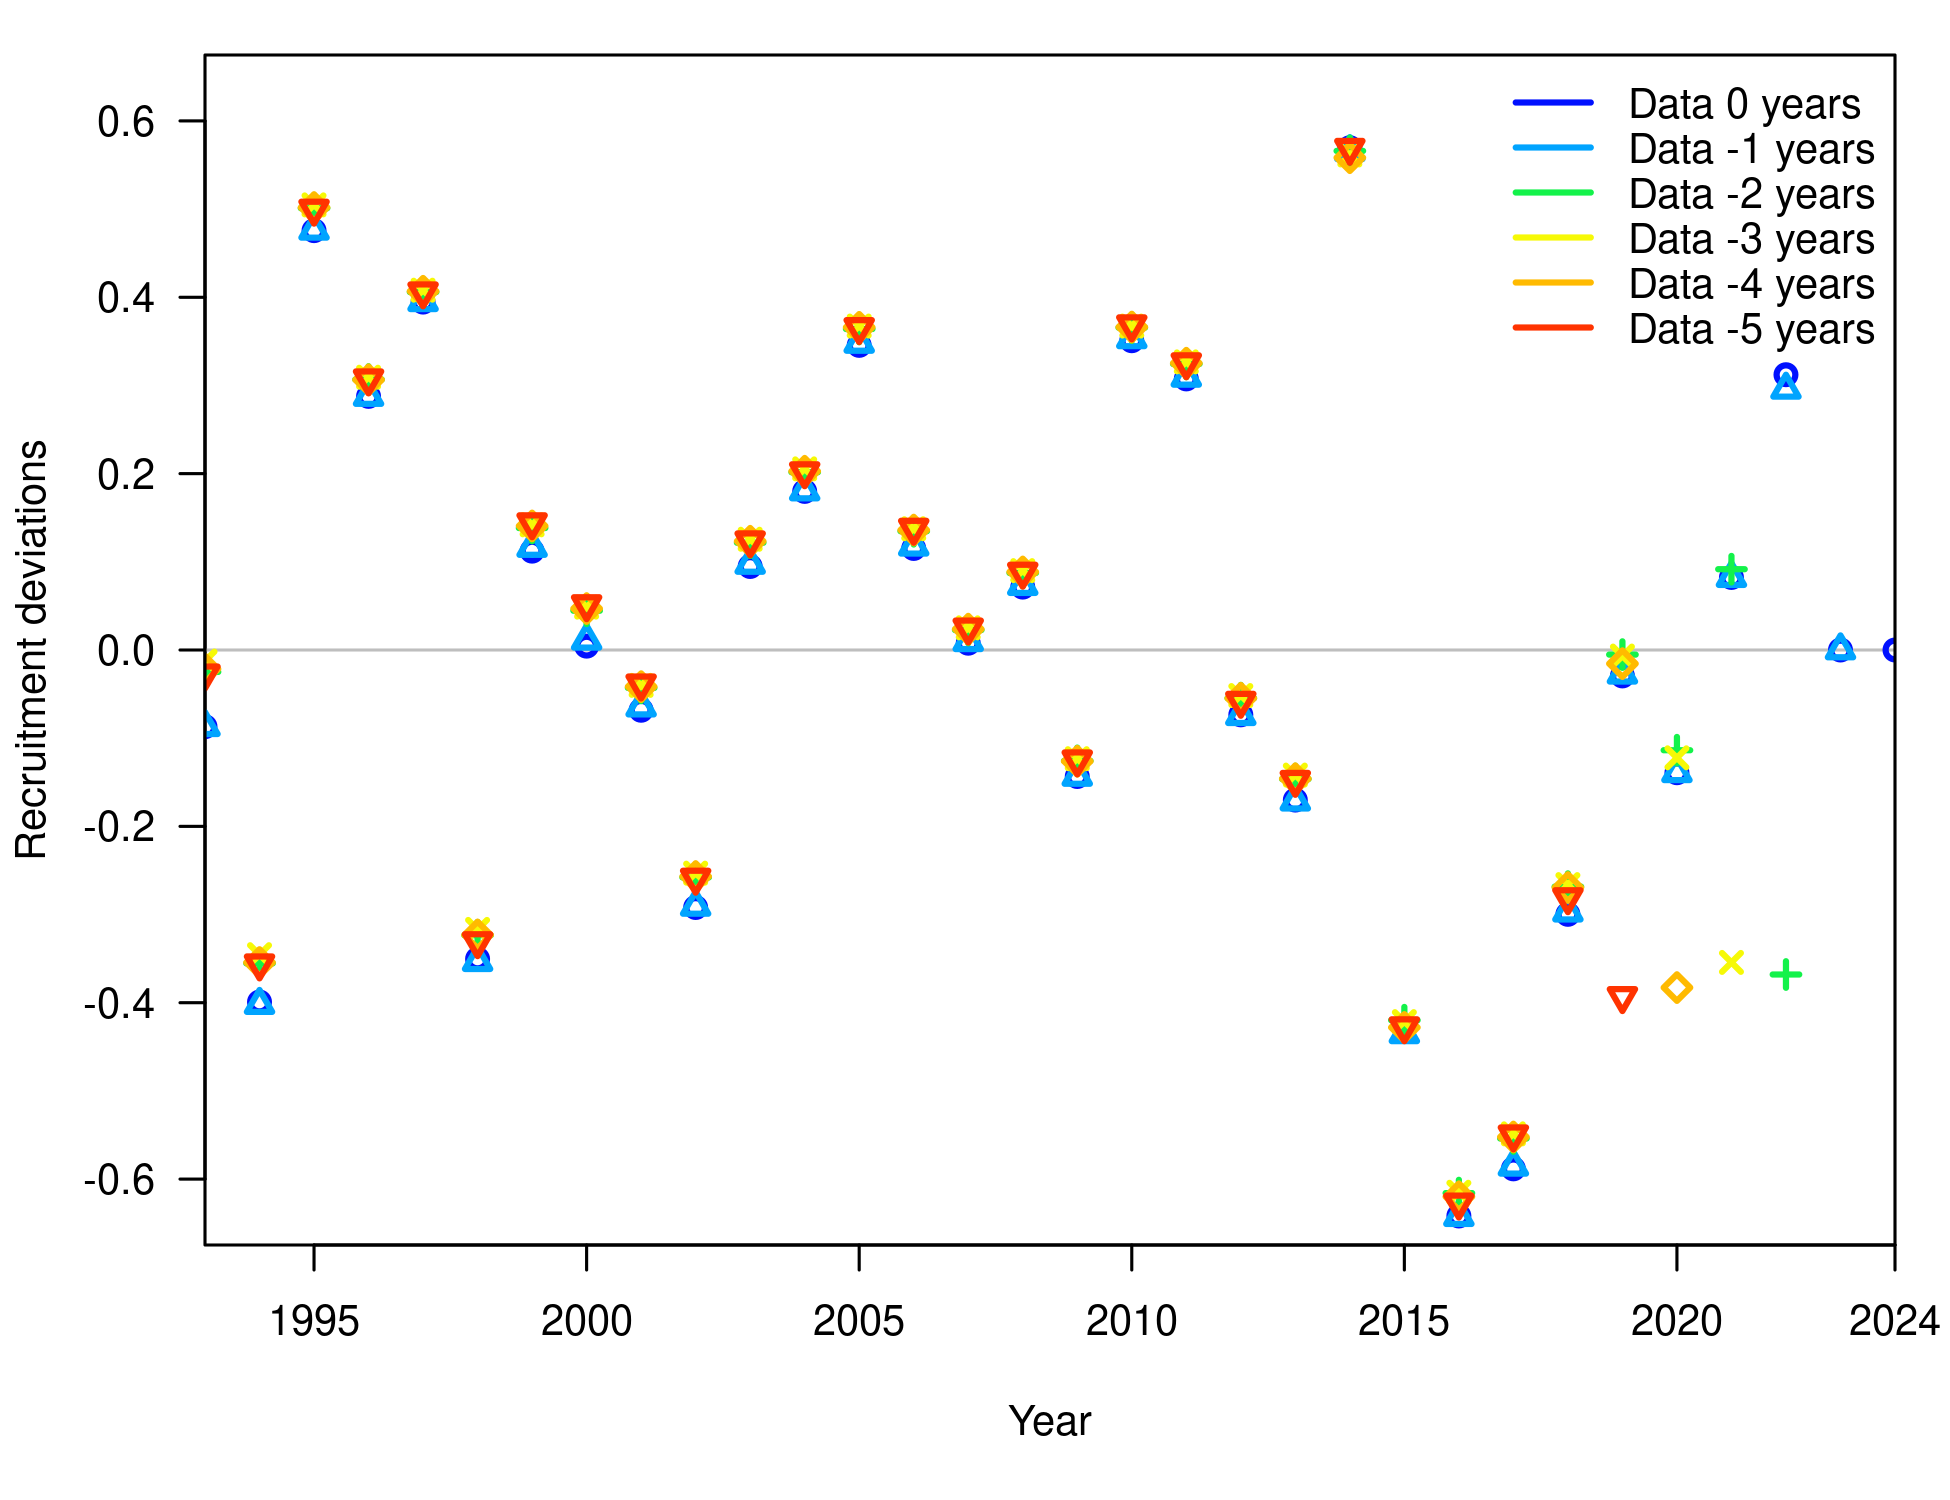 0.6
0.4
0.2
0.0
-0.2
-0.4
-0.6
Recruitment deviations
Data 0 years
Data -1 years
Data -2 years
Data -3 years
Data -4 years
Data -5 years
1995 2000 2005 2010 2015 2020 2024
Year